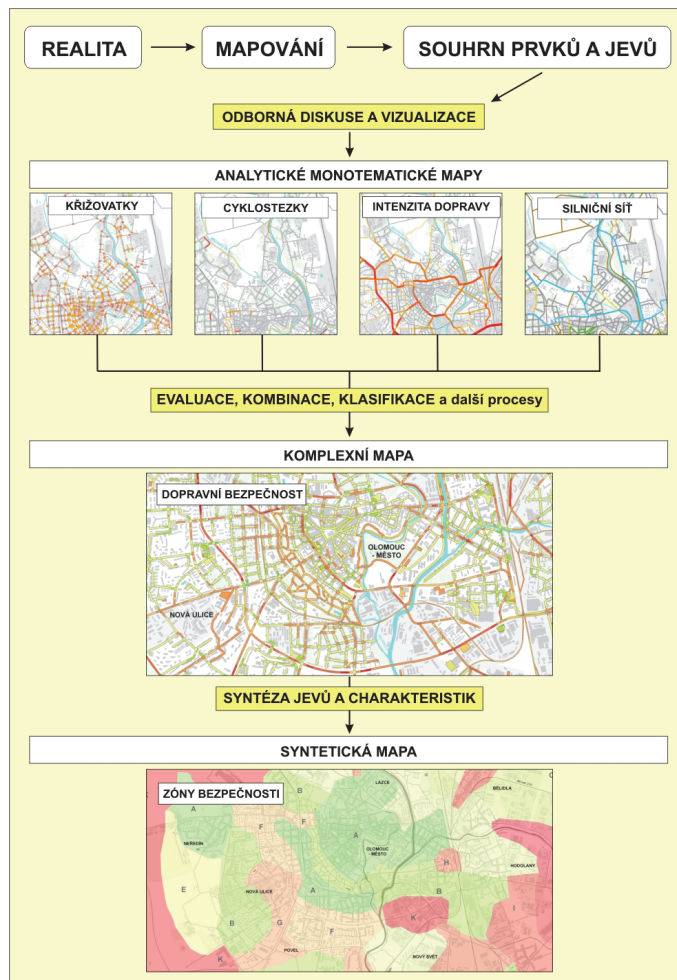 REALITA
MAPOVÁNÍ
SOUHRN PRVKŮ A JEVŮ
ODBORNÁ DISKUSE A VIZUALIZACE
ANALYTICKÉ MONOTEMATICKÉ MAPY
KŘIŽOVATKY
CYKLOSTEZKY
INTENZITA DOPRAVY
SILNIČNÍ SÍŤ
EVALUACE, KOMBINACE, KLASIFIKACE a další procesy
KOMPLEXNÍ MAPA
DOPRAVNÍ BEZPEČNOST
OLOMOUC
- MĚSTO
NOVÁ ULICE
SYNTÉZA JEVŮ A CHARAKTERISTIK
SYNTETICKÁ MAPA
ZÓNY BEZPEČNOSTI
LAZCE
BĚLIDLA
B
A
F
F
A
NEŘEDÍN
OLOMOUC
- MĚSTO
H
HODOLANY
E
NOVÁ ULICE
A
B
B
G
F
K
I
POVEL
K
NOVÝ SVĚT